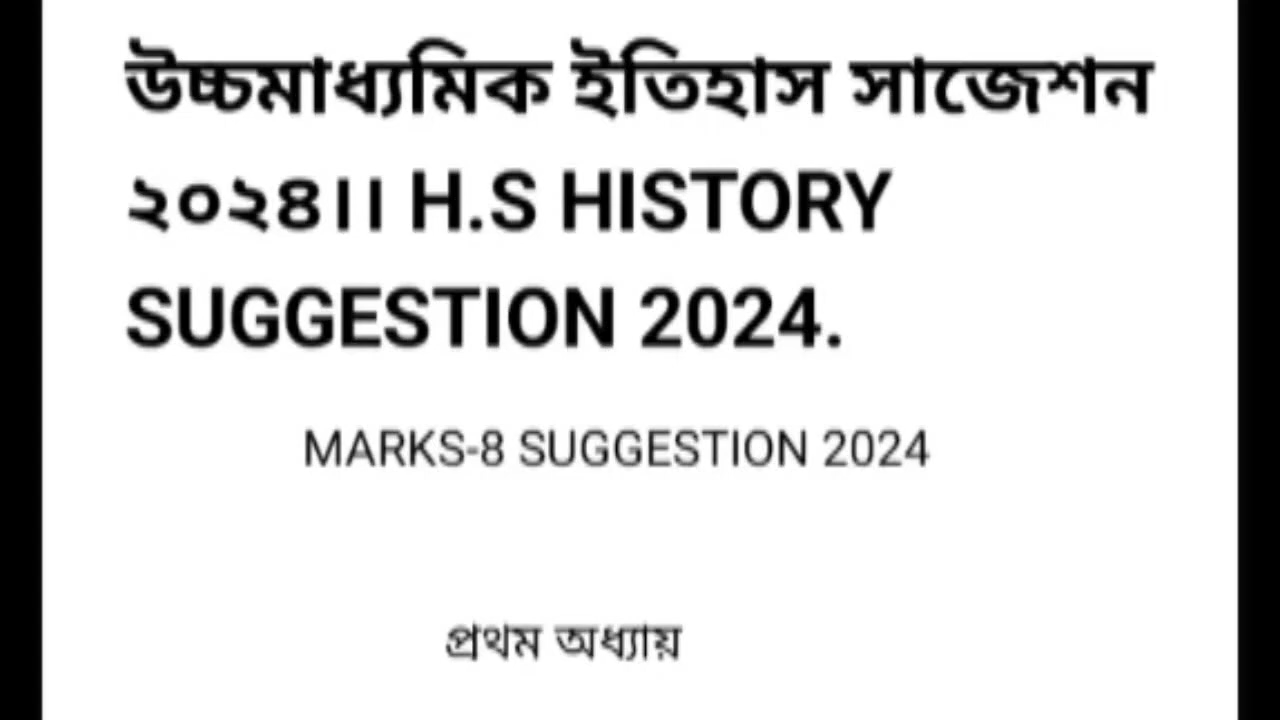 উচ্চমাধ্যমিক ইতিহাস সাজেশন
২০২৪।। H.S HISTORY
SUGGESTION 2024.
MARKS-8 SUGGESTION 2024
প্রথম অধ্যায়